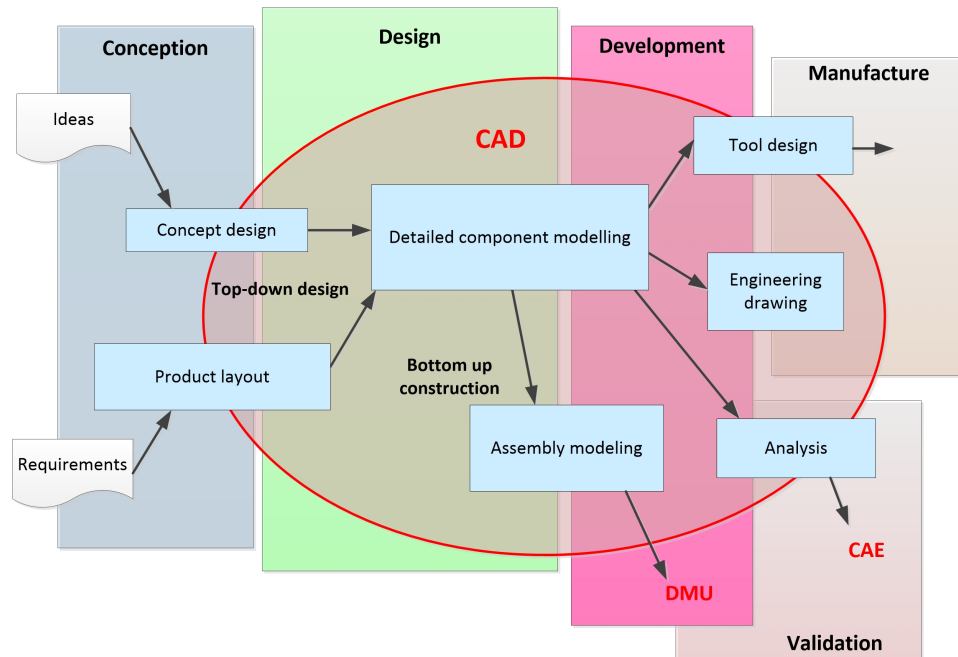 Conception
Design
Development
Manufacture
Ideas
CAD
Tool design
Concept design
Detailed component modelling
Top-down design
Engineering
drawing
Product layout
Bottom up
construction
Requirements
Assembly modeling
Analysis
CAE
DMU
Validation